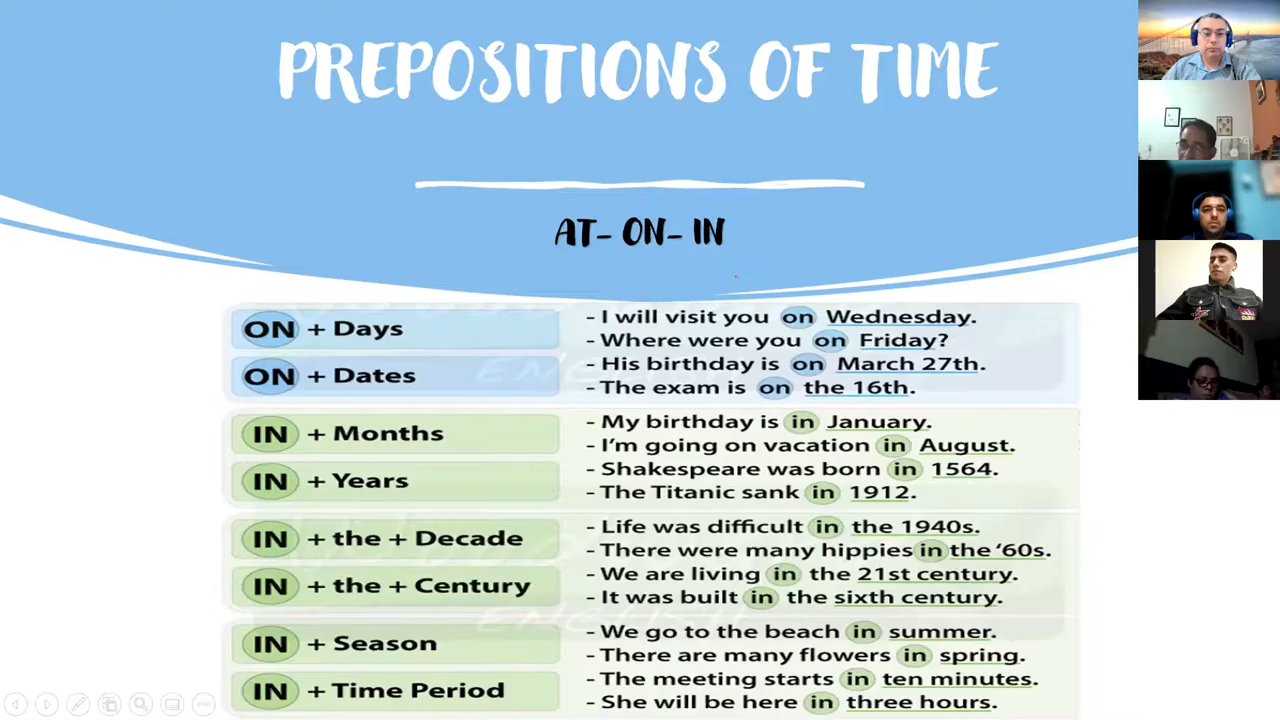 PREPOSITIONS OF TIME
AT- ON- IN
ON + Days
- I will visit you on Wednesday.
- Where were you on Friday?
ON + Dates
- His birthday is on March 27th.
- The exam is on the 16th.
IN + Months
- My birthday is in January.
- I'm going on vacation in August.
IN + Years
- Shakespeare was born in 1564.
- The Titanic sank in 1912.
IN + the + Decade
- Life was difficult in the 1940s.
- There were many hippies in the ‘60s.
IN + the + Century
- We are living in the 21st century.
- It was built in the sixth century.
IN + Season
- We go to the beach in summer.
- There are many flowers in spring.
IN + Time Period
- The meeting starts in ten minutes.
- She will be here in three hours.